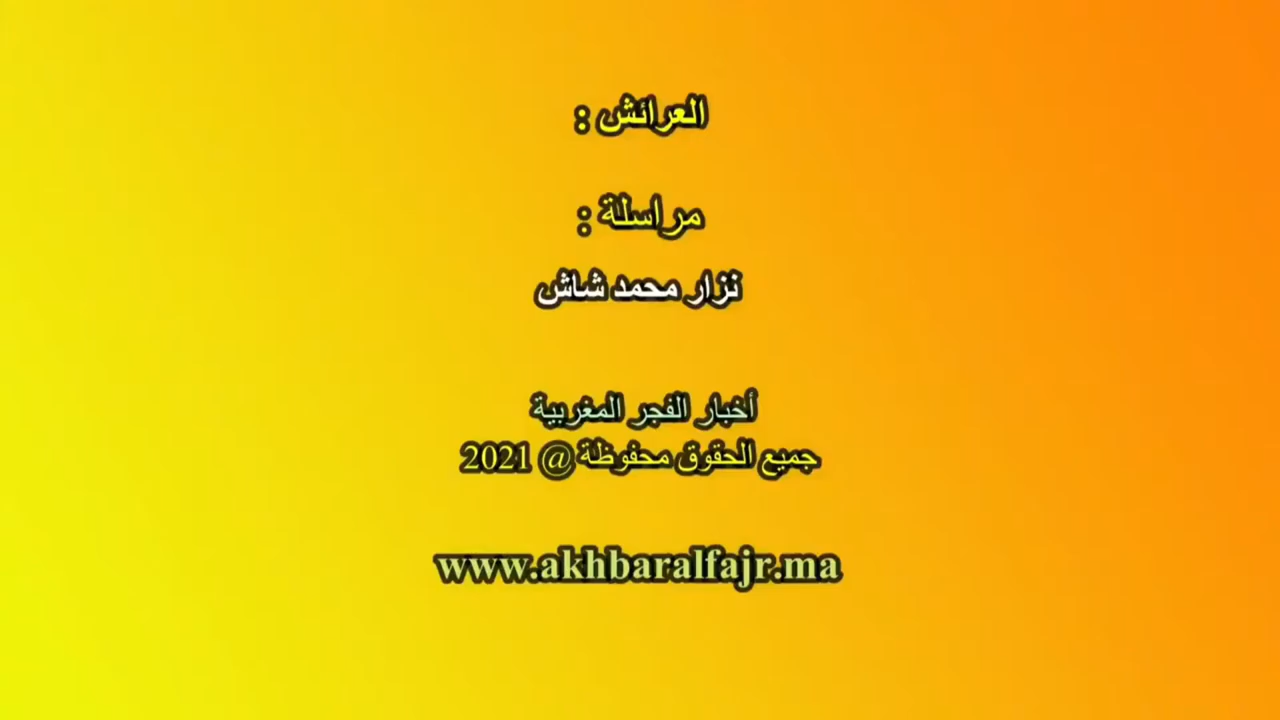 العرائش :
مراسلة :
نزار محمد شاش
أخبار الفجر المغربية
جميع الحقوق محفوظة @ 2021
www.akhbaralfajr.ma